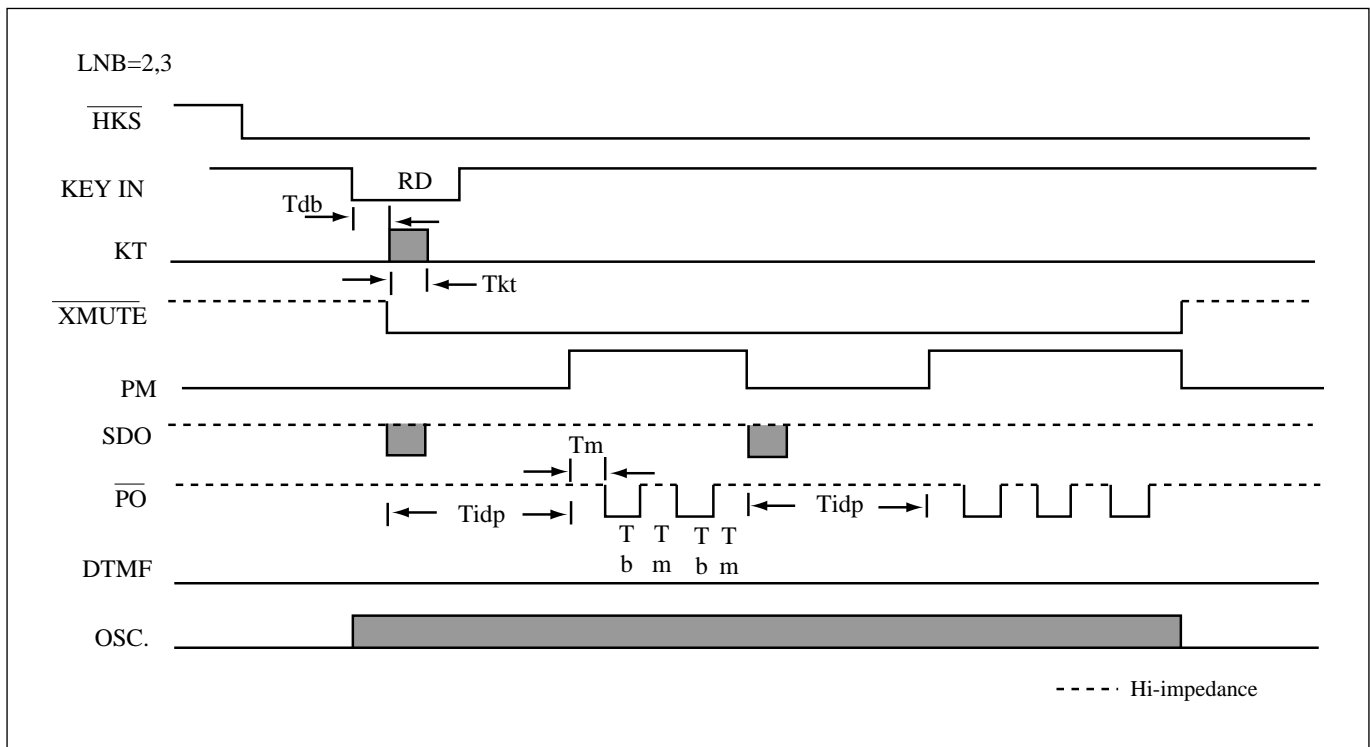 LNB=2,3
HKS
KEY IN
RD
Tdb
KT
Tkt
XMUTE
PM
SDO
Tm
PO
Tidp
Tidp
T T T T
b m b m
DTMF
OSC.
Hi-impedance